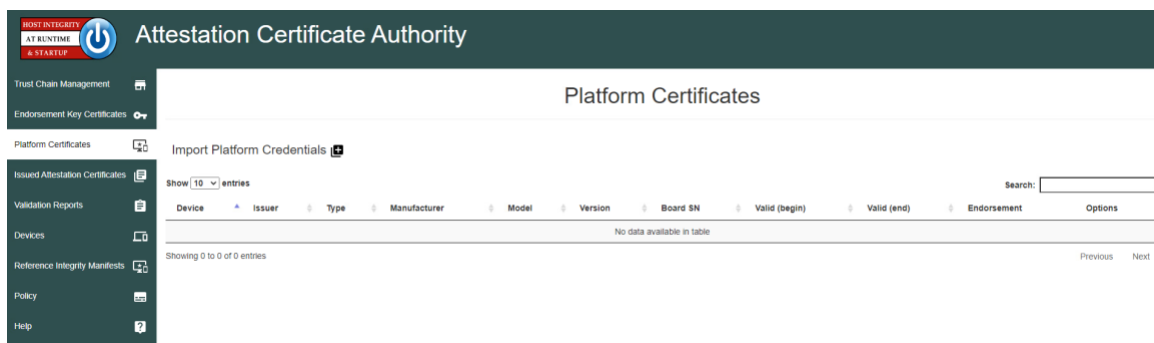 HOST INTEGRITY
AT RUNTIME
& STARTUP
Attestation Certificate Authority
Trust Chain Management
Endorsement Key Certificates
Platform Certificates
Issued Attestation Certificates
Validation Reports
Devices
Reference Integrity Manifests
Policy
Help
Platform Certificates
Import Platform Credentials
Show 10 entries
Search:
Device Issuer Type Manufacturer Model Version Board SN Valid (begin) Valid (end) Endorsement Options
No data available in table
Showing 0 to 0 of 0 entries
Previous Next